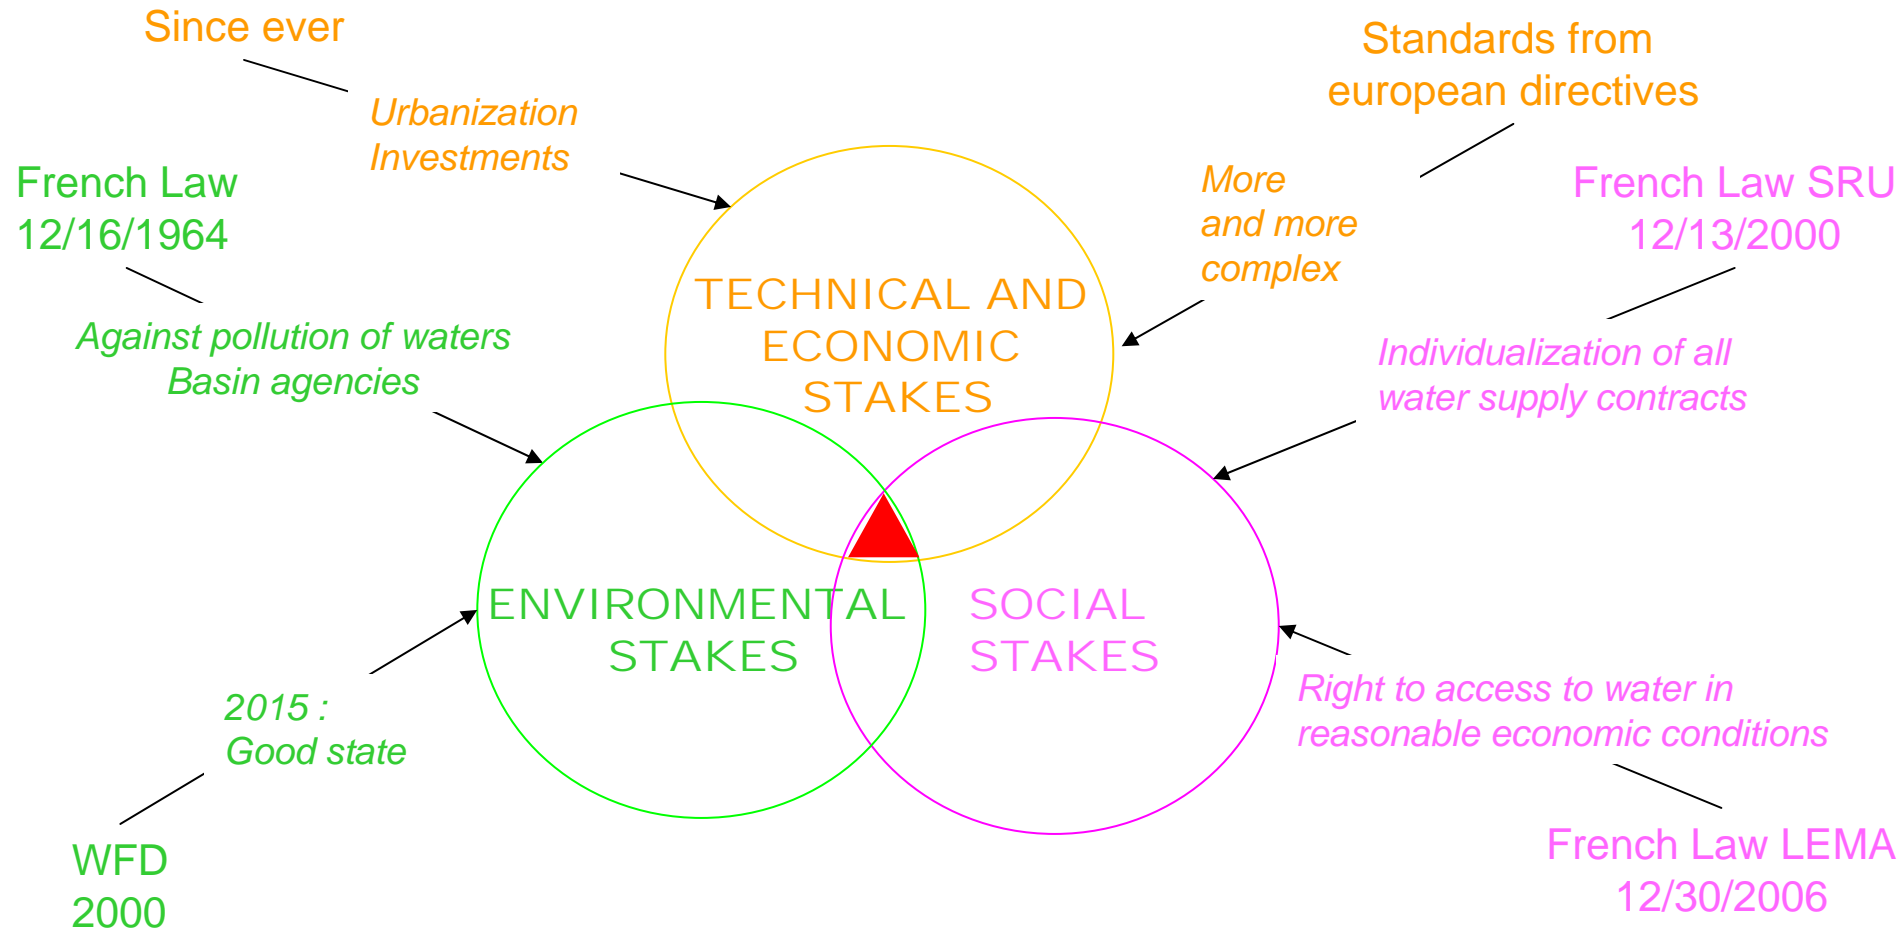 Since ever
Urbanization
Investments
Standards from
european directives
More
and more
complex
French Law
12/16/1964
Against pollution of waters
Basin agencies
French Law SRU
12/13/2000
Individualization of all
water supply contracts
TECHNICAL AND
ECONOMIC
STAKES
ENVIRONMENTAL
STAKES
SOCIAL
STAKES
2015 :
Good state
WFD
2000
Right to access to water in
reasonable economic conditions
French Law LEMA
12/30/2006